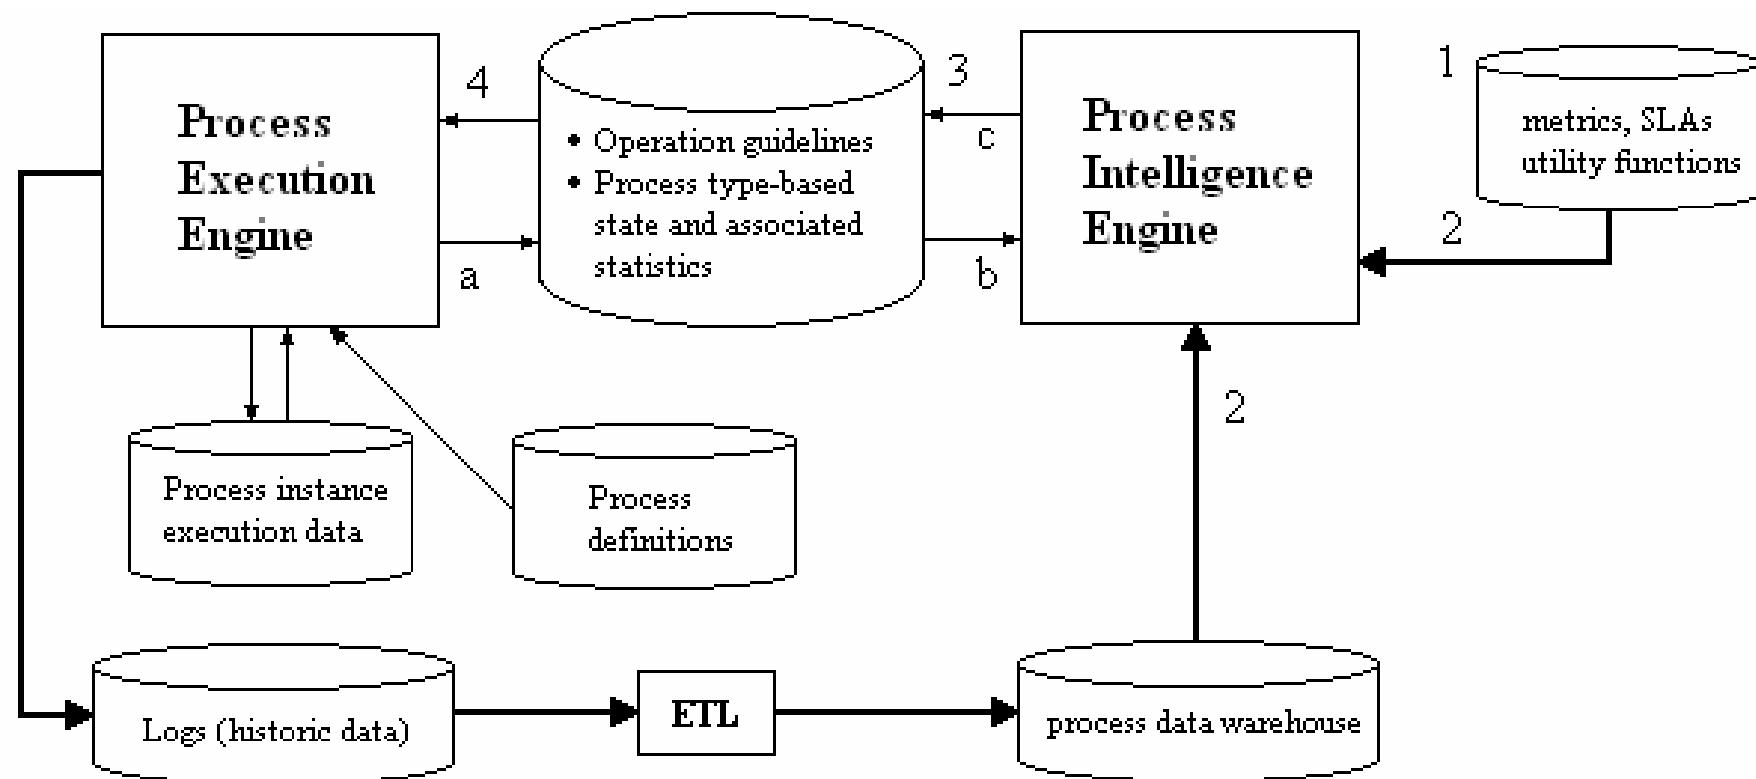 Process
Execution
Engine
4
a
• Operation guidelines
• Process type-based
state and associated
statistics
3
c
b
Process
Intelligence
Engine
1
metrics, SLAs
utility functions
2
2
Process instance
execution data
Process
definitions
Logs (historic data)
ETL
process data warehouse